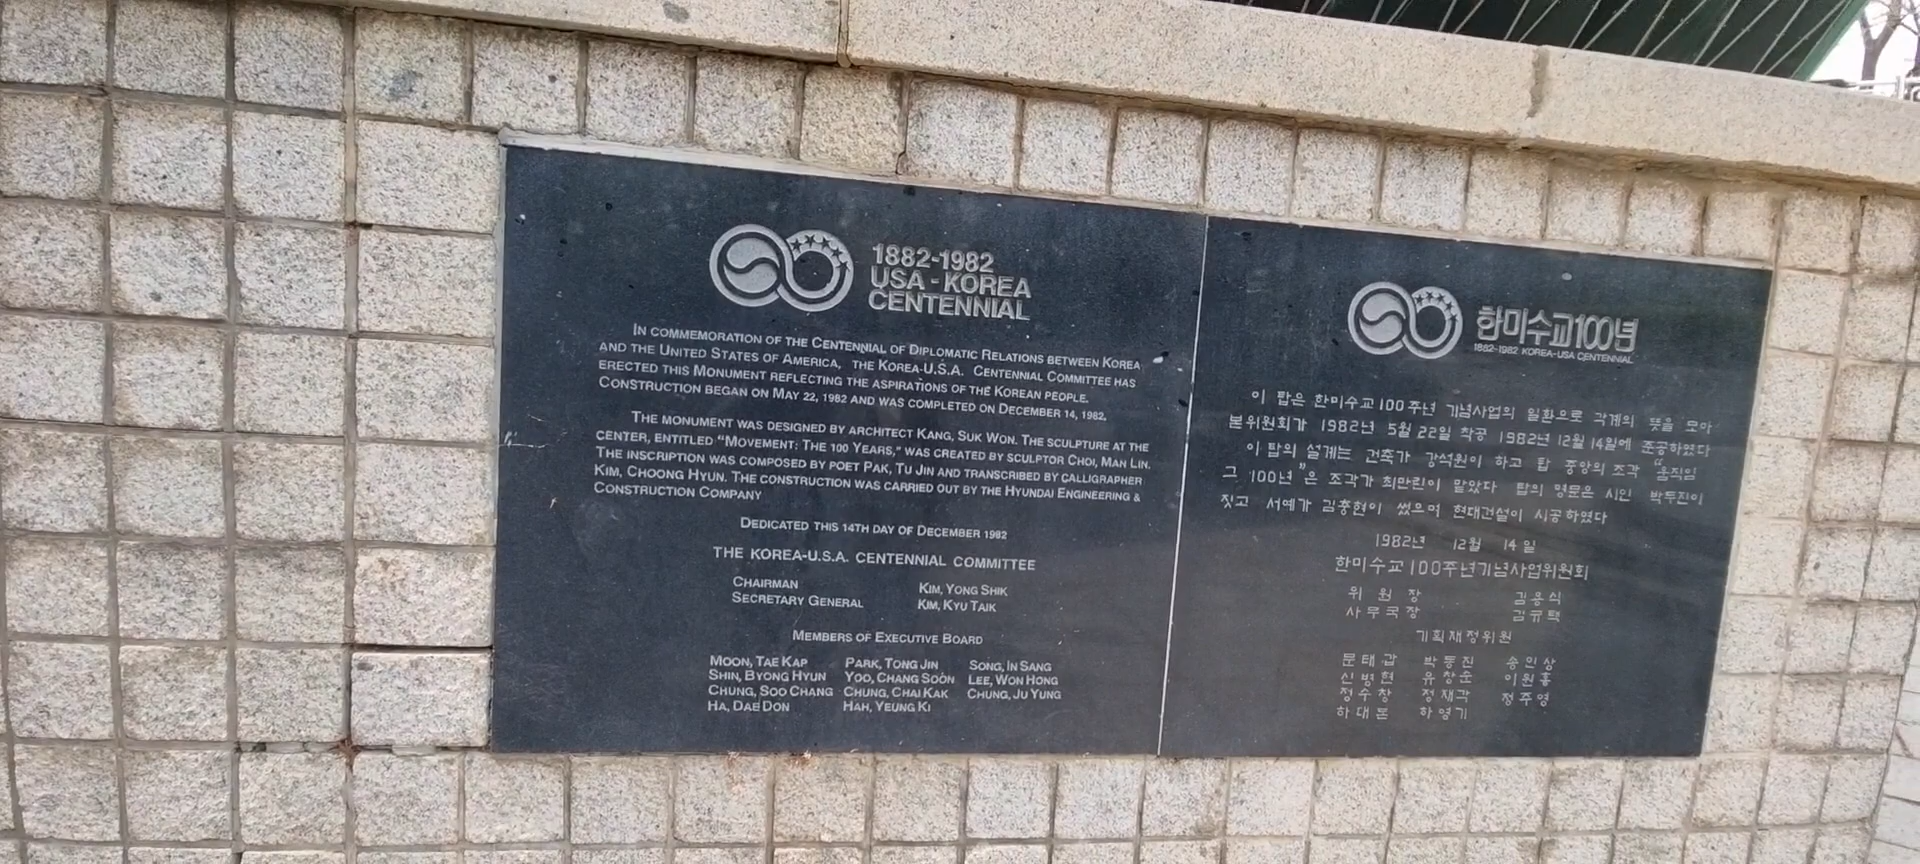 1882-1982
USA - KOREA
CENTENNIAL
IN COMMEMORATION OF THE CENTENNIAL OF DIPLOMATIC RELATIONS BETWEEN KOREA
AND THE UNITED STATES OF AMERICA, THE KOREA-U.S.A. CENTENNIAL COMMITTEE HAS
ERECTED THIS MONUMENT REFLECTING THE ASPIRATIONS OF THE KOREAN PEOPLE.
CONSTRUCTION BEGAN ON MAY 22, 1982 AND WAS COMPLETED ON DECEMBER 14, 1982.
THE MONUMENT WAS DESIGNED BY ARCHITECT KANG, SUK WON. THE SCULPTURE AT THE
CENTER, ENTITLED "MOVEMENT: THE 100 YEARS," WAS CREATED BY SCULPTOR CHOI, MAN LIN.
THE INSCRIPTION WAS COMPOSED BY POET PAK, TU JIN AND TRANSCRIBED BY CALLIGRAPHER
KIM, CHOONG HYUN. THE CONSTRUCTION WAS CARRIED OUT BY THE HYUNDAI ENGINEERING &
CONSTRUCTION COMPANY
DEDICATED THIS 14TH DAY OF DECEMBER 1982
THE KOREA-U.S.A. CENTENNIAL COMMITTEE
CHAIRMAN KIM, YONG SHIK
SECRETARY GENERAL KIM, KYU TAIK
MEMBERS OF EXECUTIVE BOARD
MOON, TAE KAP PARK, TONG JIN SONG, IN SANG
SHIN, BYONG HYUN YOO, CHANG SOON LEE, WON HONG
CHUNG, SOO CHANG CHUNG, CHAI KAK CHUNG, JU YUNG
HA, DAE DON HAH, YEUNG KI
한미수교100년
1882-1982 KOREA-USA CENTENNIAL
이 탑은 한미수교100주년 기념사업의 일환으로 각계의 뜻을 모아
본위원회가 1982년 5월 22일 착공 1982년 12월 14일에 준공하였다
이 탑의 설계는 건축가 강석원이 하고 탑 중앙의 조각 "움직임
그 100년"은 조각가 최만린이 맡았다 탑의 명문은 시인 박두진이
짓고 서예가 김충현이 썼으며 현대건설이 시공하였다
1982년 12월 14일
한미수교100주년기념사업위원회
위원장 김용식
사무국장 김규택
기획재정위원
문태갑 박동진 송인상
신병현 유창순 이원홍
정수창 정재각 정주영
하대돈 하영기